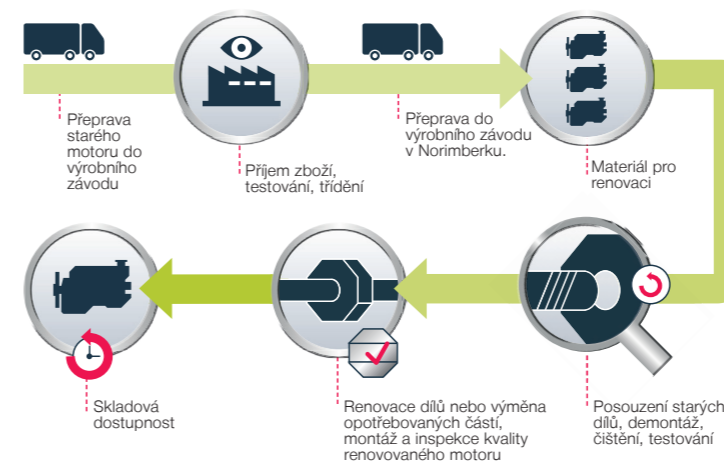 Přeprava
starého
motoru do
výrobního
závodu
Příjem zboží,
testování, třídění
Přeprava do
výrobního závodu
v Norimberku.
Materiál pro
renovaci
Skladová
dostupnost
Renovace dílů nebo výměna
opotřebovaných částí,
montáž a inspekce kvality
renovovaného motoru
Posouzení starých
dílů, demontáž,
čištění, testování